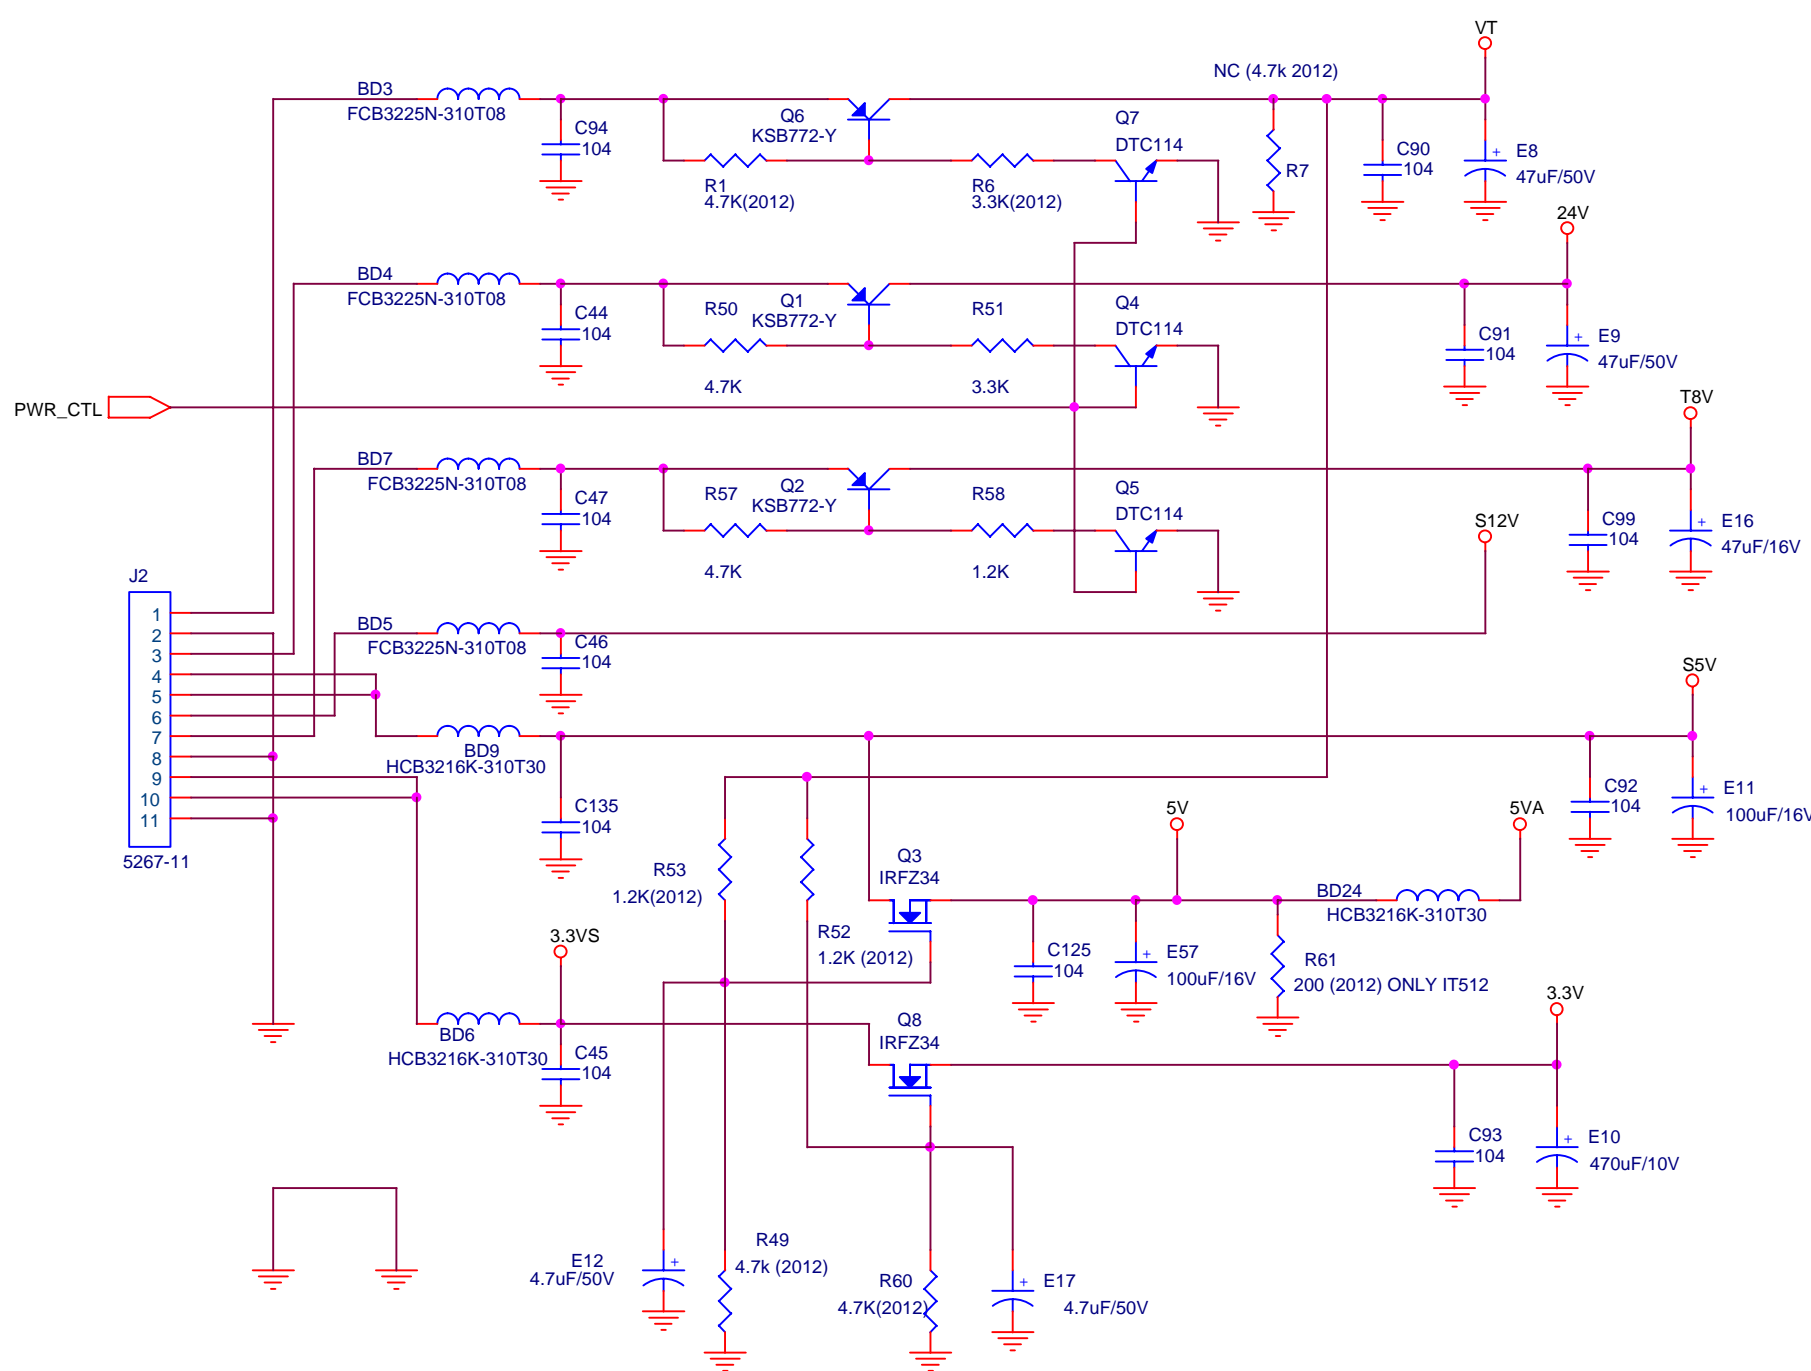 VT
NC (4.7k 2012)
BD3
FCB3225N-310T08
C94
104
Q6
KSB772-Y
Q7
DTC114
R1
4.7K(2012)
R6
3.3K(2012)
R7
C90
104
+
E8
47uF/50V
24V
BD4
FCB3225N-310T08
C44
104
R50
4.7K
Q1
KSB772-Y
R51
3.3K
Q4
DTC114
C91
104
+
E9
47uF/50V
PWR_CTL
T8V
BD7
FCB3225N-310T08
C47
104
R57
4.7K
Q2
KSB772-Y
R58
1.2K
Q5
DTC114
S12V
C99
104
+
E16
47uF/16V
J2
1
2
3
4
5
6
7
8
9
10
11
5267-11
BD5
FCB3225N-310T08
C46
104
S5V
BD9
HCB3216K-310T30
C135
104
C92
104
+
E11
100uF/16V
5V
5VA
R53
1.2K(2012)
R52
1.2K (2012)
Q3
IRFZ34
BD24
HCB3216K-310T30
C125
104
+
E57
100uF/16V
R61
200 (2012) ONLY IT512
3.3VS
BD6
HCB3216K-310T30
C45
104
Q8
IRFZ34
3.3V
C93
104
+
E10
470uF/10V
E12
4.7uF/50V
+
R49
4.7k (2012)
R60
4.7K(2012)
+
E17
4.7uF/50V